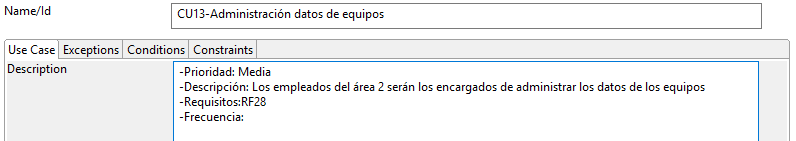 Name/Id
CU13-Administración datos de equipos
Use Case Exceptions Conditions Constraints
Description
-Prioridad: Media
-Descripción: Los empleados del área 2 serán los encargados de administrar los datos de los equipos
-Requisitos:RF28
-Frecuencia: